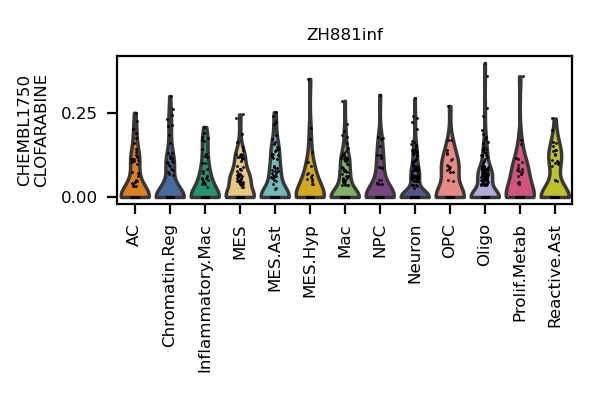 ZH881inf
CHEMBL1750
CLOFARABINE
0.25
0.00
AC
Chromatin.Reg
Inflammatory.Mac
MES
MES.Ast
MES.Hyp
Mac
NPC
Neuron
OPC
Oligo
Prolif.Metab
Reactive.Ast